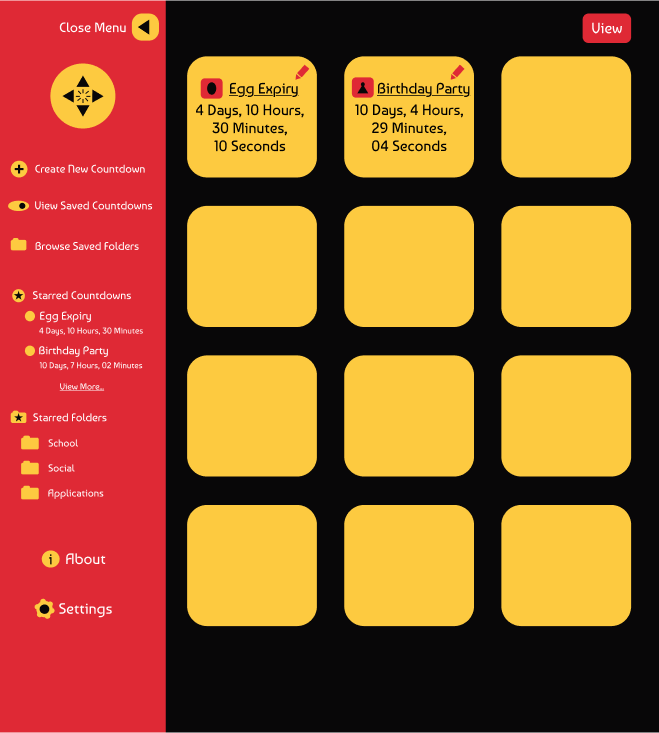 Close Menu
Create New Countdown
View Saved Countdowns
Browse Saved Folders
Starred Countdowns
Egg Expiry
4 Days, 10 Hours, 30 Minutes
Birthday Party
10 Days, 7 Hours, 02 Minutes
View More...
Starred Folders
School
Social
Applications
i
About
Settings
View
Egg Expiry
4 Days, 10 Hours,
30 Minutes,
10 Seconds
Birthday Party
10 Days, 4 Hours,
29 Minutes,
04 Seconds